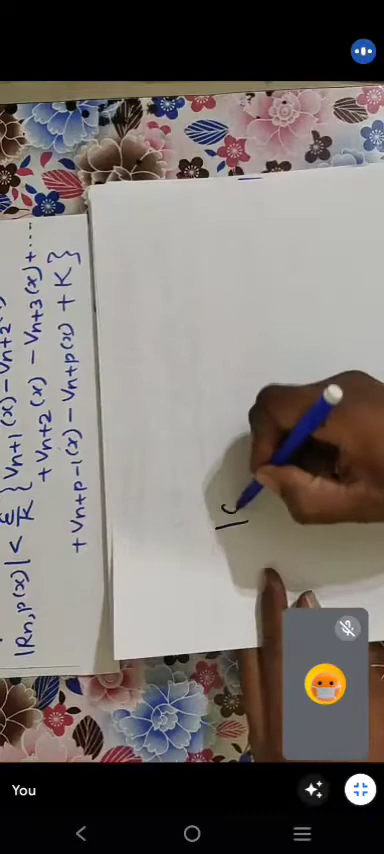 |Rn,p(x)| < ε/K { Vn+1(x) - Vn+2(
+ Vn+2(x) - Vn+3(x) + ....
+ Vn+p-1(x) - Vn+p(x) + K }
You